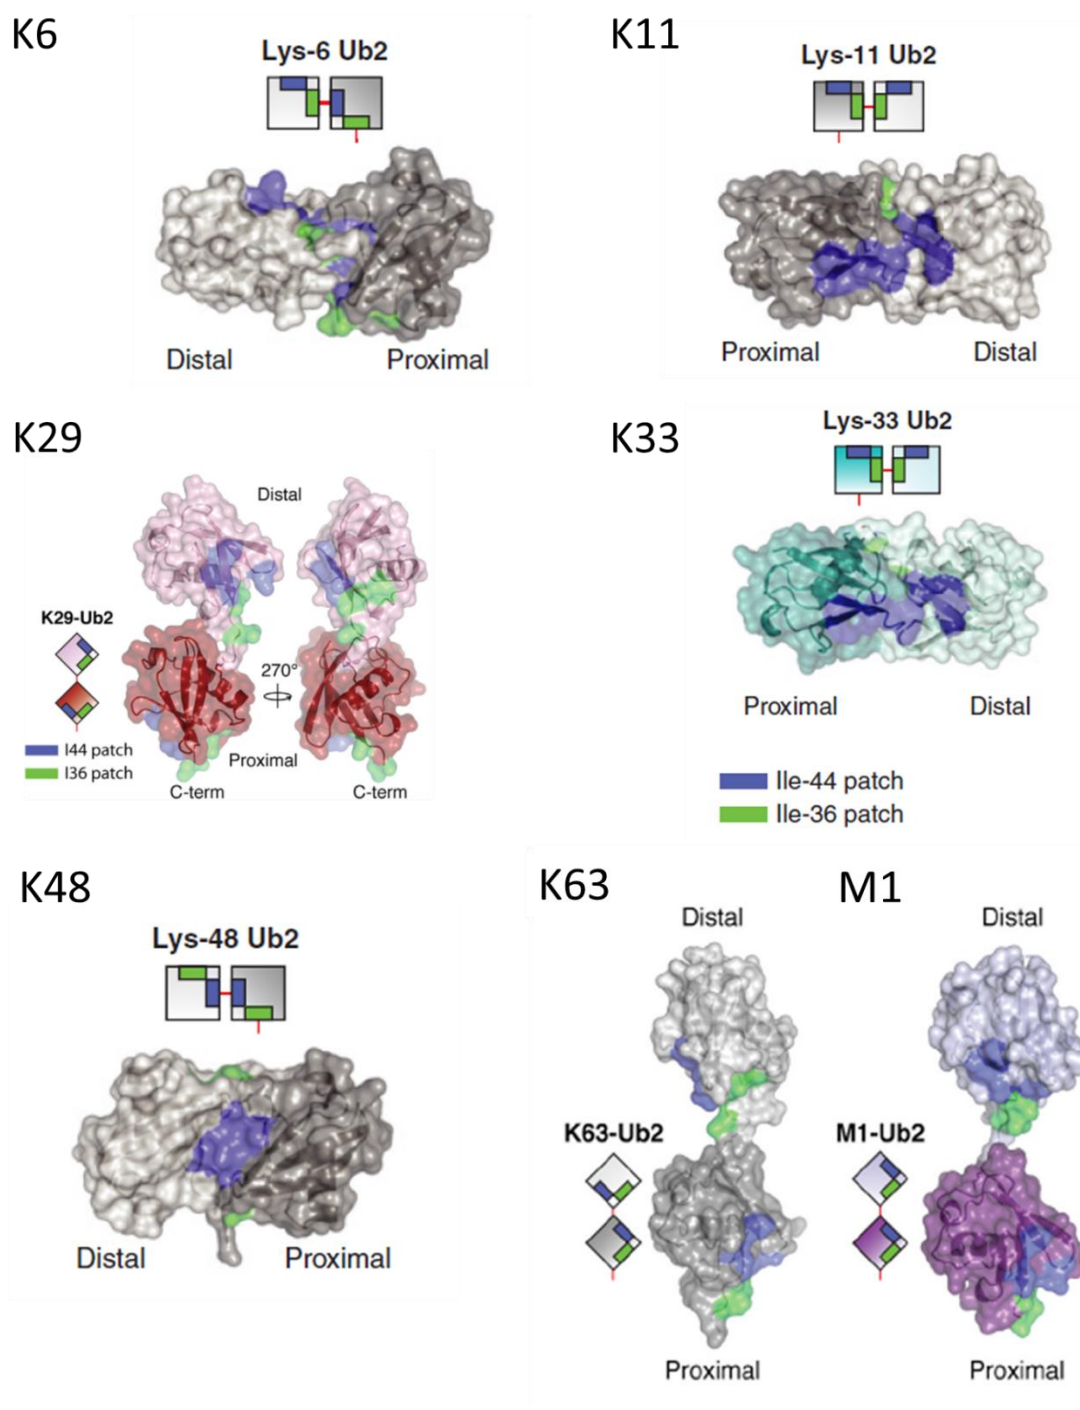 K6
Lys-6 Ub2
Distal
Proximal
K11
Lys-11 Ub2
Proximal
Distal
K29
Distal
K29-Ub2
270°
I44 patch
I36 patch
Proximal
C-term
C-term
K33
Lys-33 Ub2
Proximal
Distal
Ile-44 patch
Ile-36 patch
K48
Lys-48 Ub2
Distal
Proximal
K63
Distal
K63-Ub2
Proximal
M1
Distal
M1-Ub2
Proximal